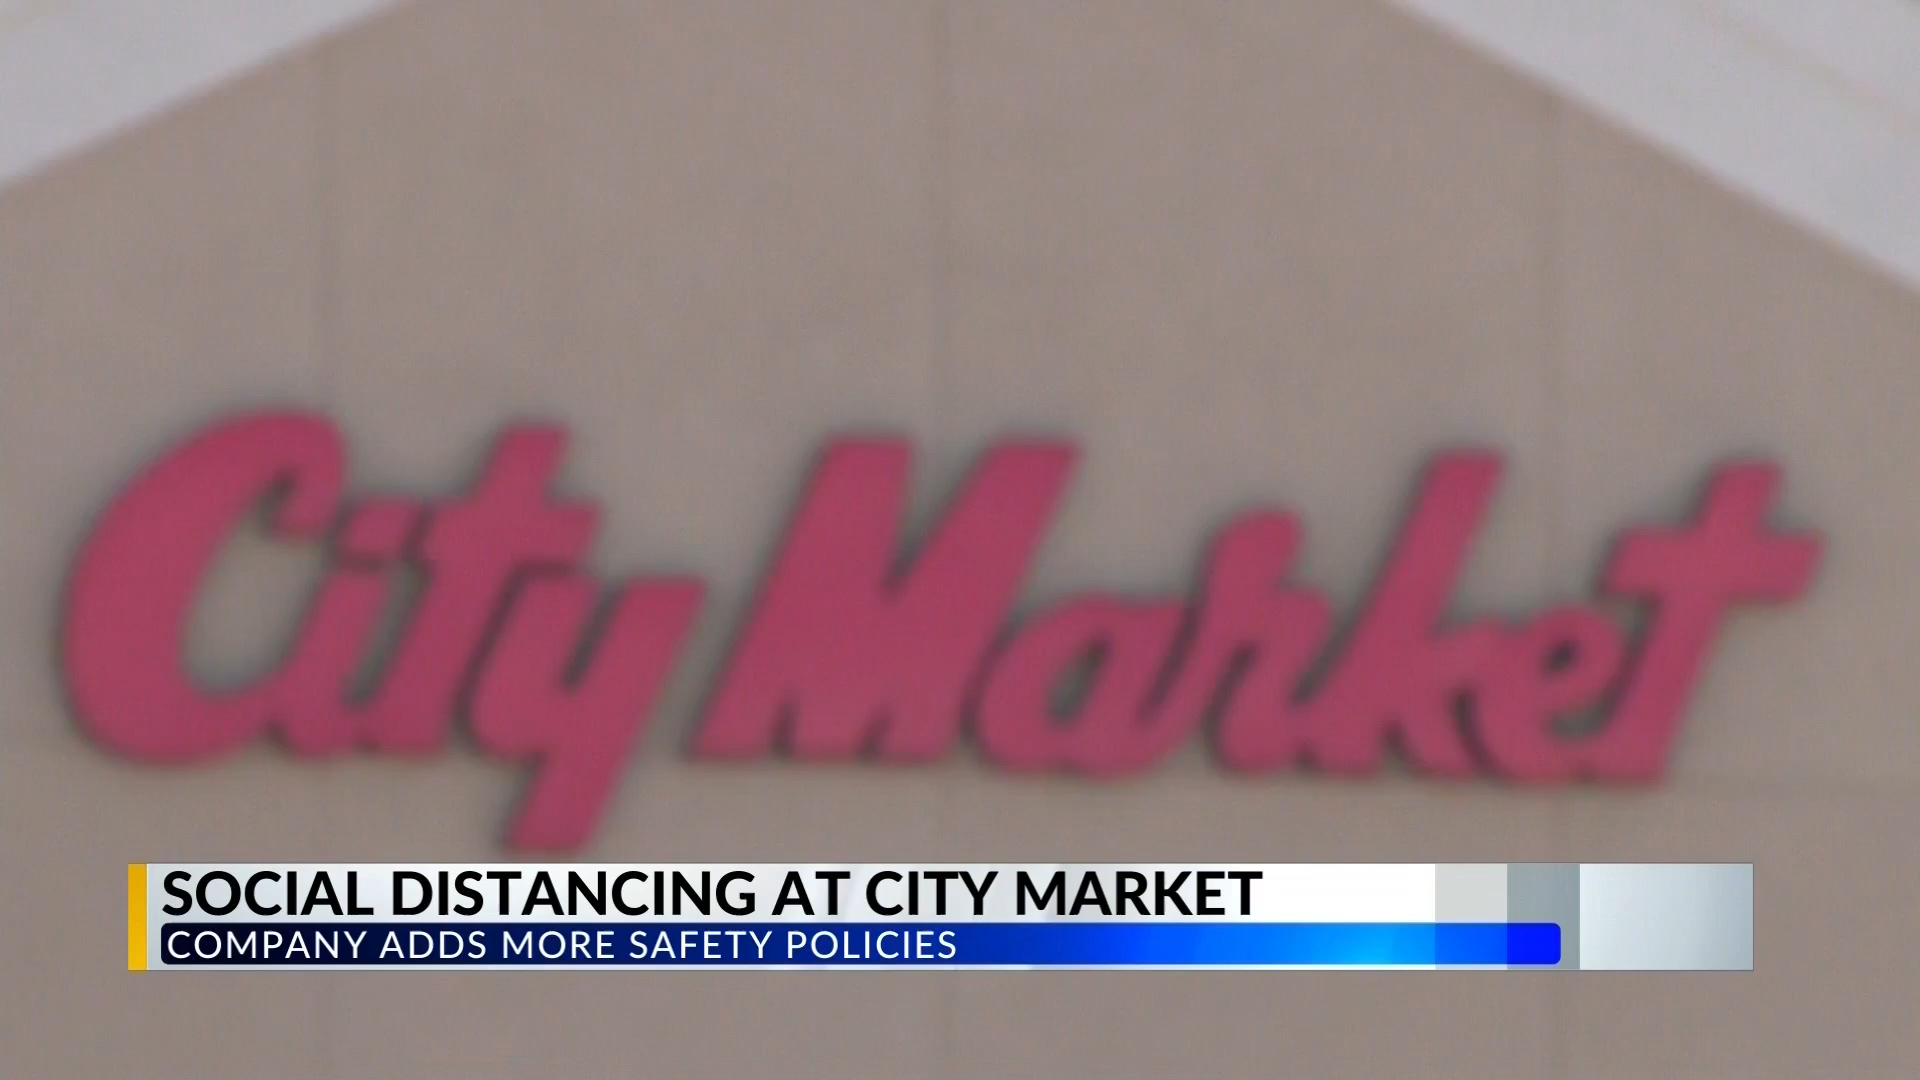 City Market
SOCIAL DISTANCING AT CITY MARKET
COMPANY ADDS MORE SAFETY POLICIES